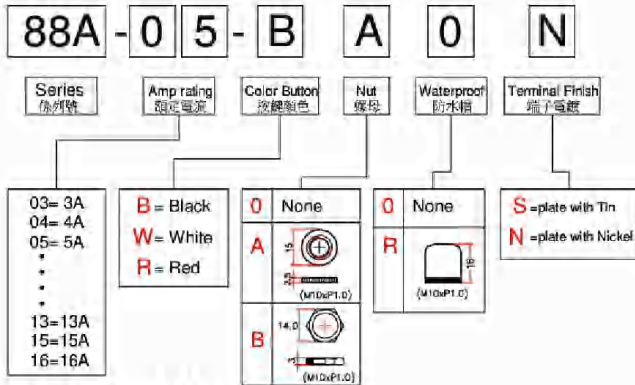 88A - 0 5 - B A 0 N
Series Amp rating Color Button Nut Waterproof Terminal Finish
係列號 額定電流 按鍵顏色 螺母 防水帽 端子電鍍
03= 3A
04= 4A
05= 5A
13=13A
15=15A
16=16A
B = Black
W = White
R = Red
0 None
A
15
2,5
(M10xP1.0)
B
14,0
3
(M10xP1.0)
0 None
R
16
(M10xP1.0)
S =plate with Tin
N =plate with Nickel